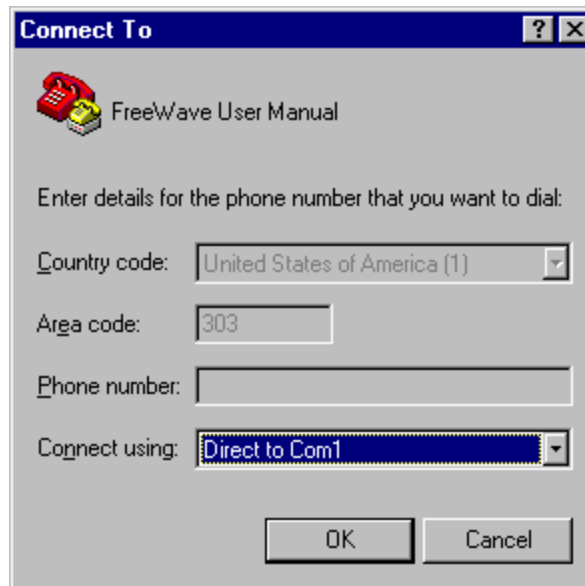 Connect To
FreeWave User Manual
Enter details for the phone number that you want to dial:
Country code: United States of America (1)
Area code: 303
Phone number:
Connect using: Direct to Com1
OK Cancel